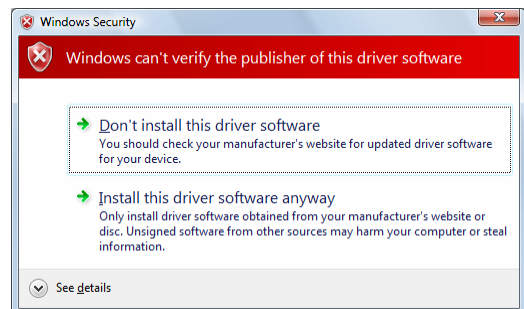 Windows Security
Windows can't verify the publisher of this driver software
Don't install this driver software
You should check your manufacturer's website for updated driver software
for your device.
Install this driver software anyway
Only install driver software obtained from your manufacturer's website or
disc. Unsigned software from other sources may harm your computer or steal
information.
See details